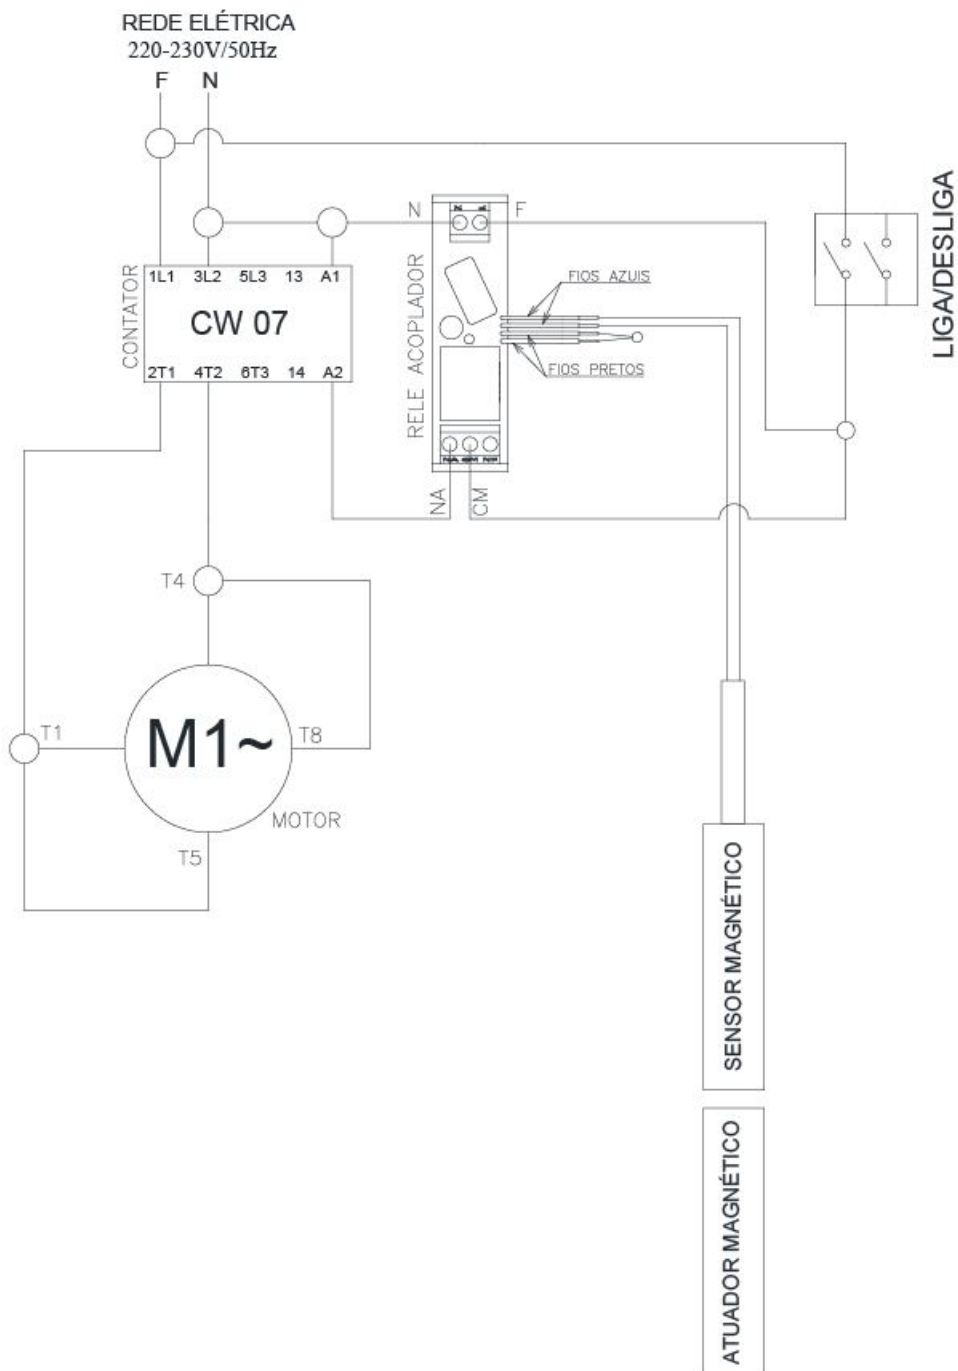 REDE ELÉTRICA
220-230V/50Hz
F N
N F
LIGA/DESLIGA
CONTATOR
1L1 3L2 5L3 13 A1
CW 07
2T1 4T2 6T3 14 A2
RELE ACOPLADOR
FIOS AZUIS
FIOS PRETOS
NA CM
T4
T1
M1~
T8
MOTOR
T5
SENSOR MAGNÉTICO
ATUADOR MAGNÉTICO